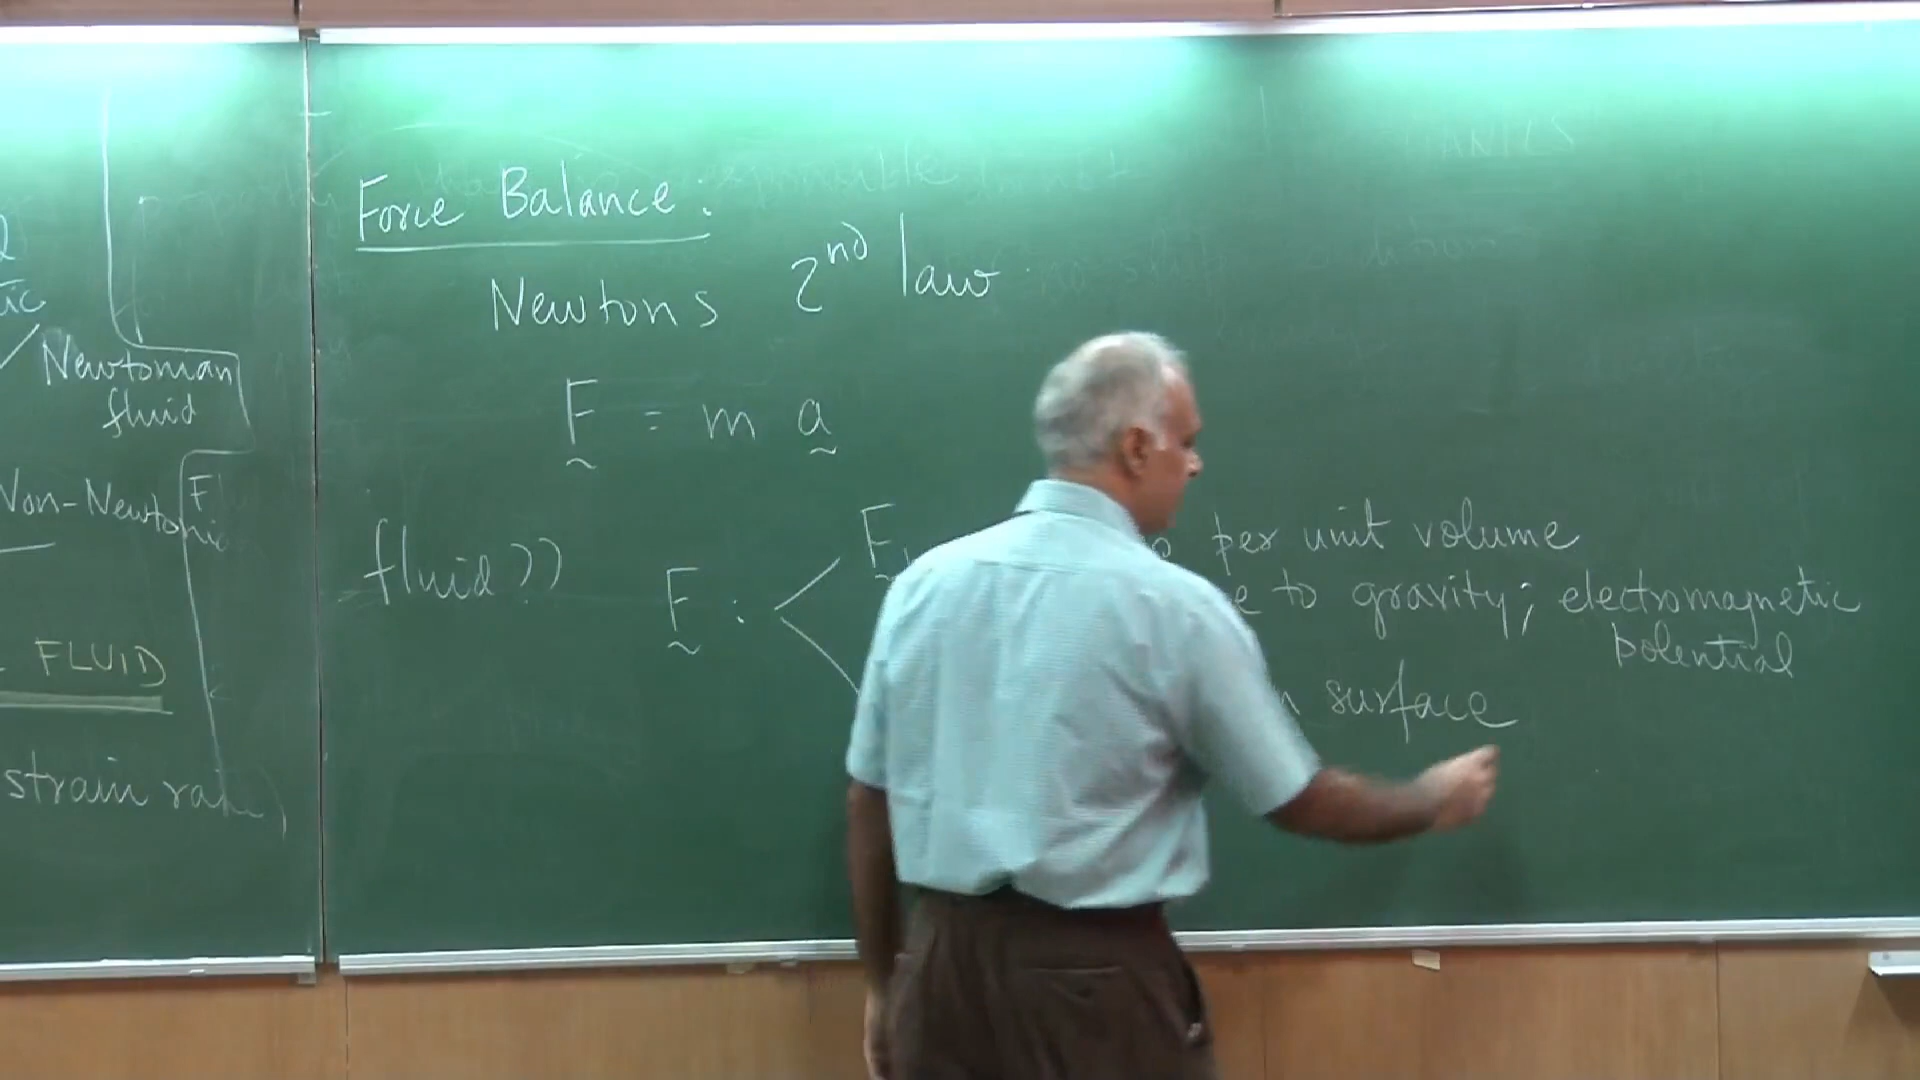 Newtonian
fluid
Non-Newtonia
FLUID
strain rate)
Force Balance:
Newtons 2nd law
F = m a
fluid??
F :
F
per unit volume
to gravity; electromagnetic
potential
surface